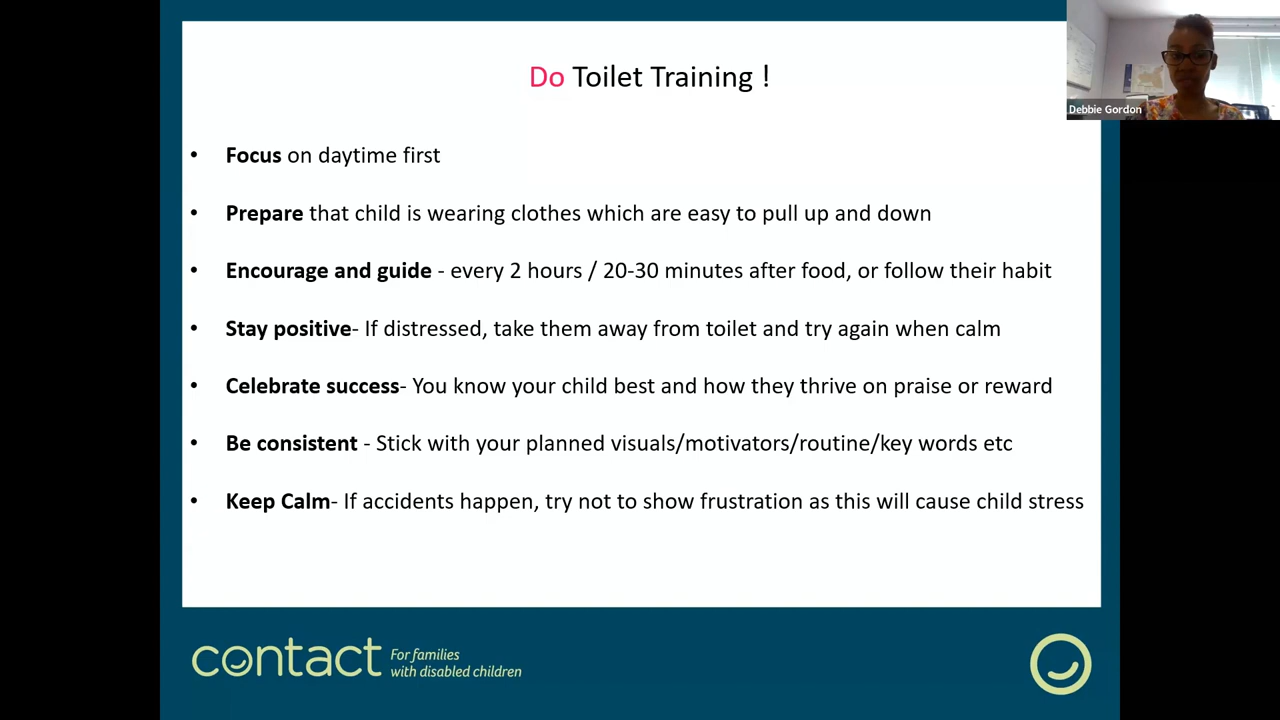 Do Toilet Training !
Debbie Gordon
• Focus on daytime first
• Prepare that child is wearing clothes which are easy to pull up and down
• Encourage and guide - every 2 hours / 20-30 minutes after food, or follow their habit
• Stay positive- If distressed, take them away from toilet and try again when calm
• Celebrate success- You know your child best and how they thrive on praise or reward
• Be consistent - Stick with your planned visuals/motivators/routine/key words etc
• Keep Calm- If accidents happen, try not to show frustration as this will cause child stress
contact
For families
with disabled children